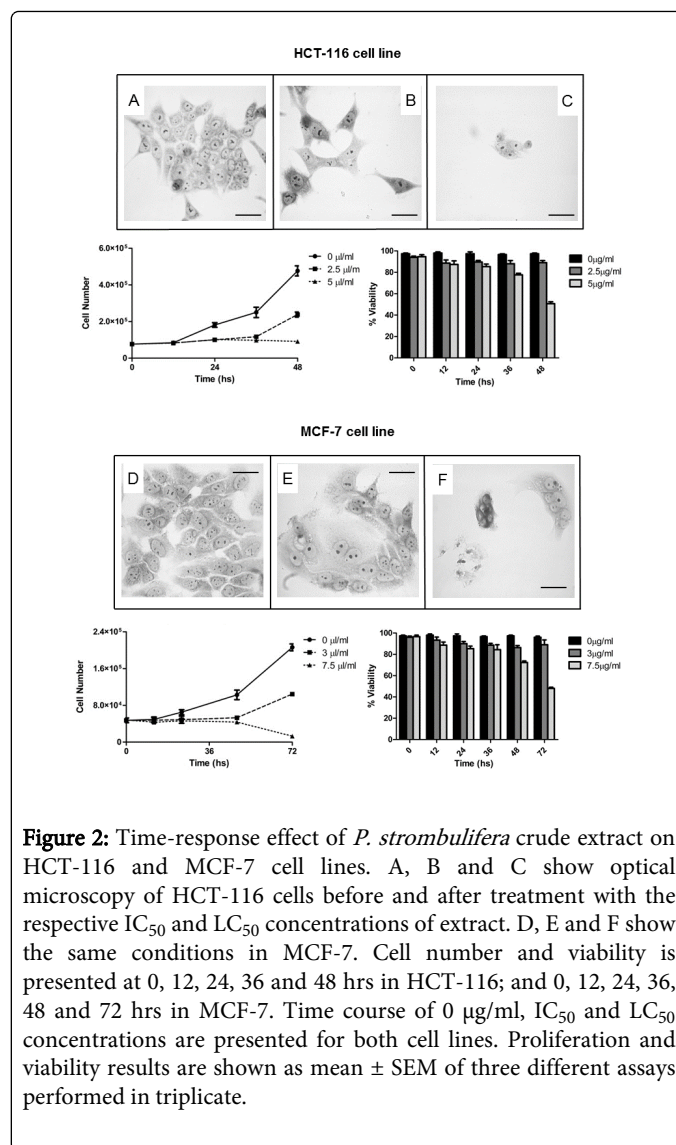 HCT-116 cell line
A
B
C
6.0×10⁵
4.0×10⁵
2.0×10⁵
0
Cell Number
0
24
48
Time (hs)
0 μl/ml
2.5 μl/m
5 μl/ml
100
80
60
40
20
0
% Viability
0
12
24
36
48
Time (hs)
0μg/ml
2.5μg/ml
5μg/ml
MCF-7 cell line
D
E
F
2.4×10⁵
1.6×10⁵
8.0×10⁴
0
Cell Number
0
36
72
Time (hs)
0 μl/ml
3 μl/ml
7.5 μl/ml
100
80
60
40
20
0
% Viability
0
12
24
36
48
72
Time (hs)
0μg/ml
3μg/ml
7.5μg/ml
Figure 2: Time-response effect of P. strombulifera crude extract on
HCT-116 and MCF-7 cell lines. A, B and C show optical
microscopy of HCT-116 cells before and after treatment with the
respective IC₅₀ and LC₅₀ concentrations of extract. D, E and F show
the same conditions in MCF-7. Cell number and viability is
presented at 0, 12, 24, 36 and 48 hrs in HCT-116; and 0, 12, 24, 36,
48 and 72 hrs in MCF-7. Time course of 0 μg/ml, IC₅₀ and LC₅₀
concentrations are presented for both cell lines. Proliferation and
viability results are shown as mean ± SEM of three different assays
performed in triplicate.